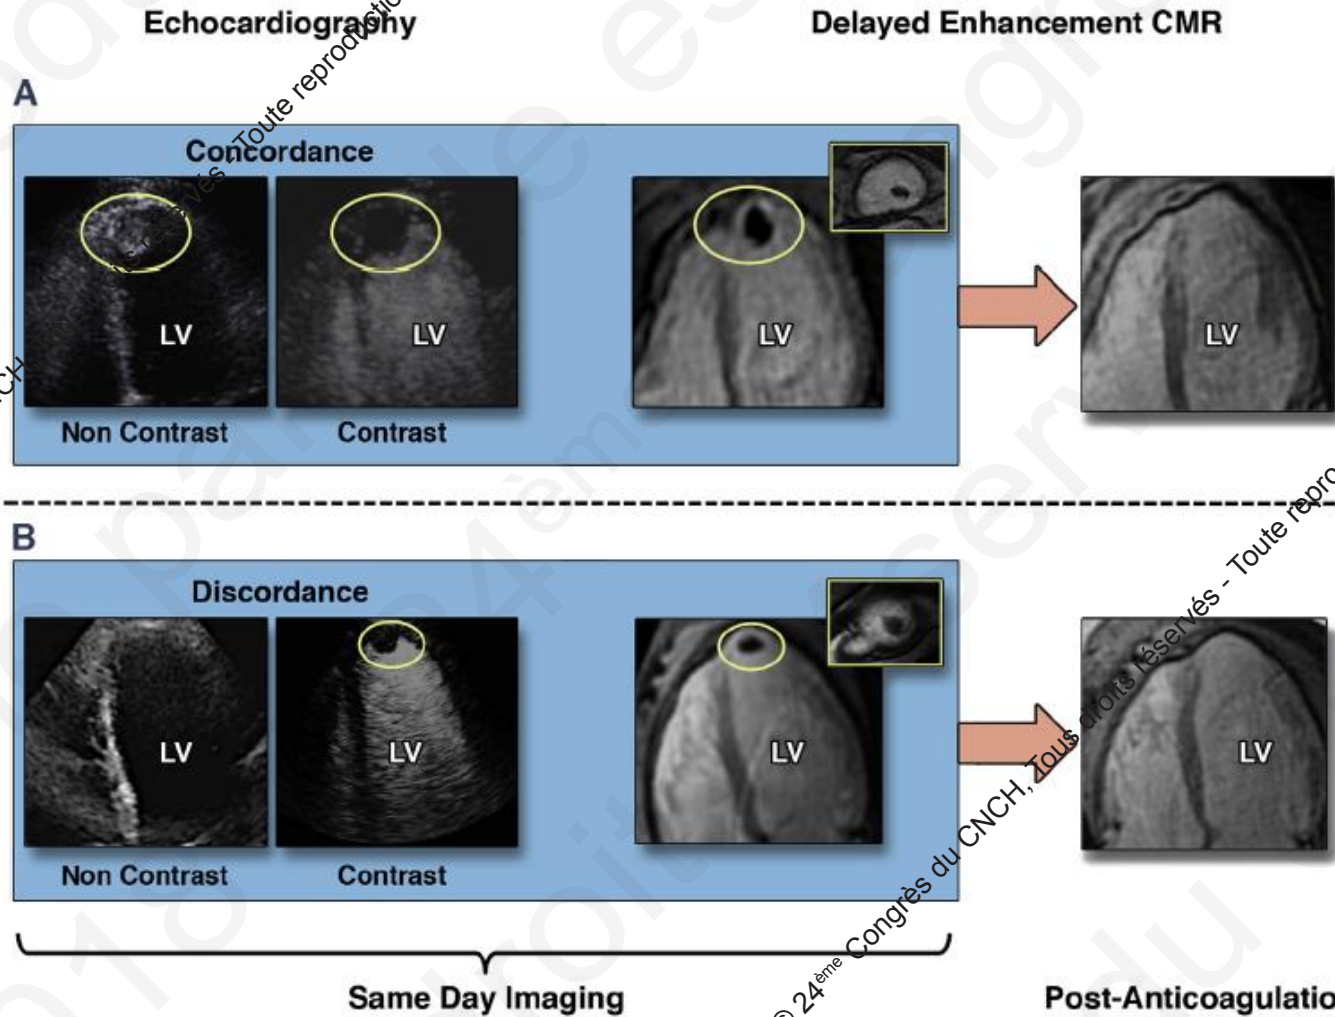 Echocardiography
Delayed Enhancement CMR
A
Concordance
LV
LV
LV
LV
Non Contrast
Contrast
B
Discordance
LV
LV
LV
LV
Non Contrast
Contrast
Same Day Imaging
Post-Anticoagulatio
© 24ème Congrès du CNCH, Tous droits réservés - Toute repro